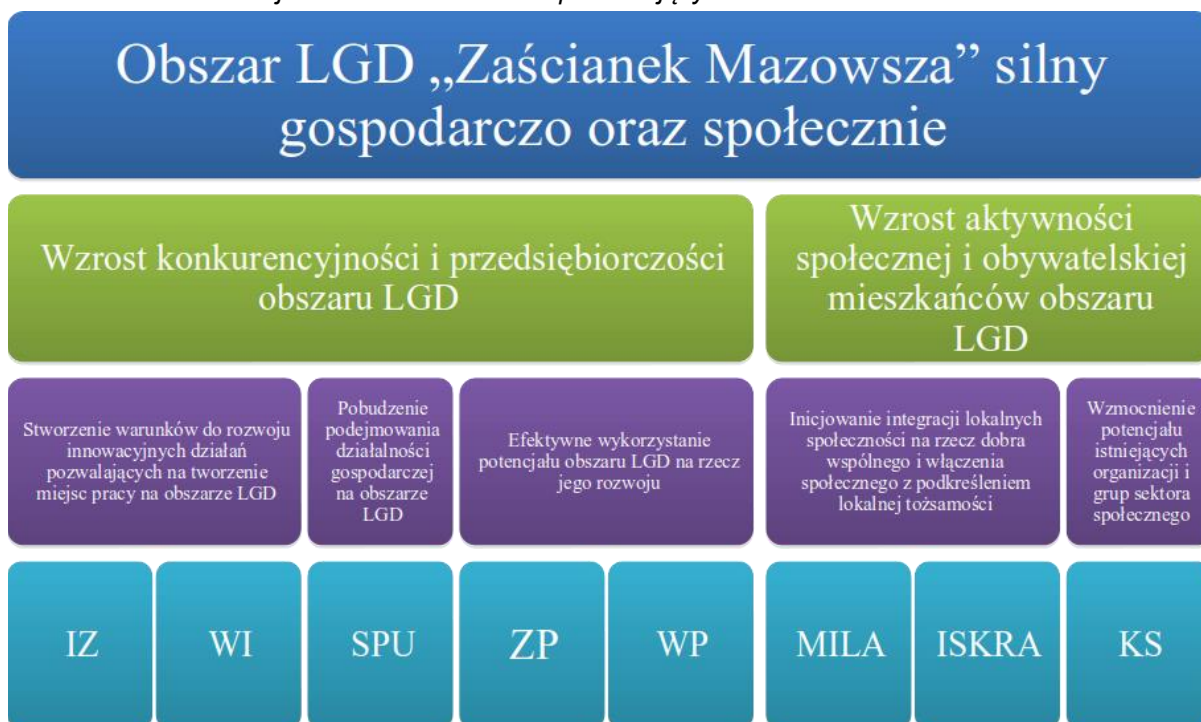 Obszar LGD „Zaścianek Mazowsza” silny
gospodarczo oraz społecznie
Wzrost konkurencyjności i przedsiębiorczości
obszaru LGD
Wzrost aktywności
społecznej i obywatelskiej
mieszkańców obszaru
LGD
Stworzenie warunków do rozwoju
innowacyjnych działań
pozwalających na tworzenie
miejsc pracy na obszarze LGD
Pobudzenie
podejmowania
działalności
gospodarczej
na obszarze
LGD
Efektywne wykorzystanie
potencjału obszaru LGD na rzecz
jego rozwoju
Inicjowanie integracji lokalnych
społeczności na rzecz dobra
wspólnego i włączenia
społecznego z podkreśleniem
lokalnej tożsamości
Wzmocnienie
potencjału
istniejących
organizacji i
grup sektora
społecznego
IZ
WI
SPU
ZP
WP
MILA
ISKRA
KS